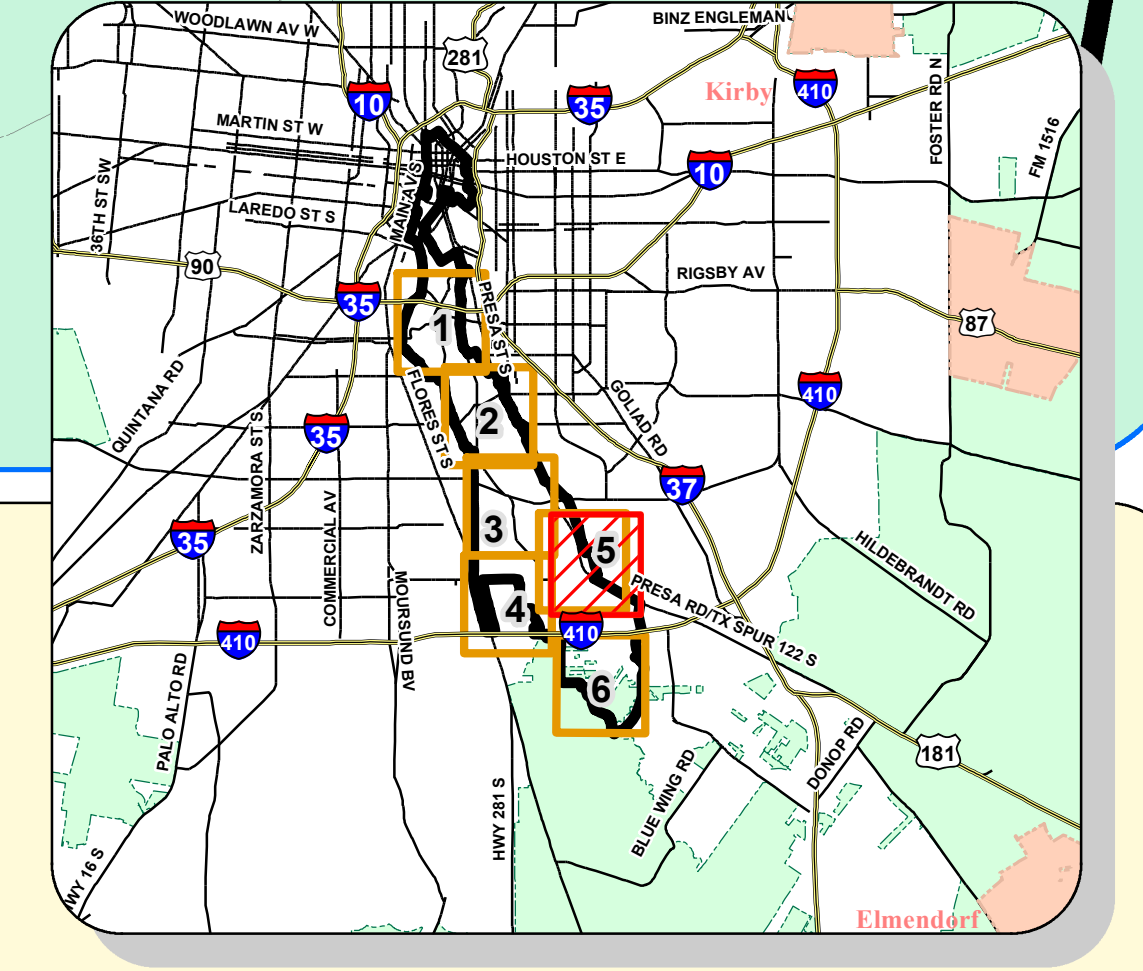 WOODLAWN AV W
BINZ ENGLEMAN
281
Kirby
410
10
35
FOSTER RD N
FM 1516
MARTIN ST W
HOUSTON ST E
10
36TH ST SW
MAIN AV S
LAREDO ST S
90
RIGSBY AV
35
PRESA ST S
87
1
410
QUINTANA RD
FLORES ST S
GOLIAD RD
2
35
ZARZAMORA ST S
37
COMMERCIAL AV
3
35
5
HILDEBRANDT RD
MOURSUND BV
PRESA RD/TX SPUR 122 S
4
410
410
PALO ALTO RD
6
181
DONOP RD
BLUE WING RD
HWY 281 S
WY 16 S
Elmendorf